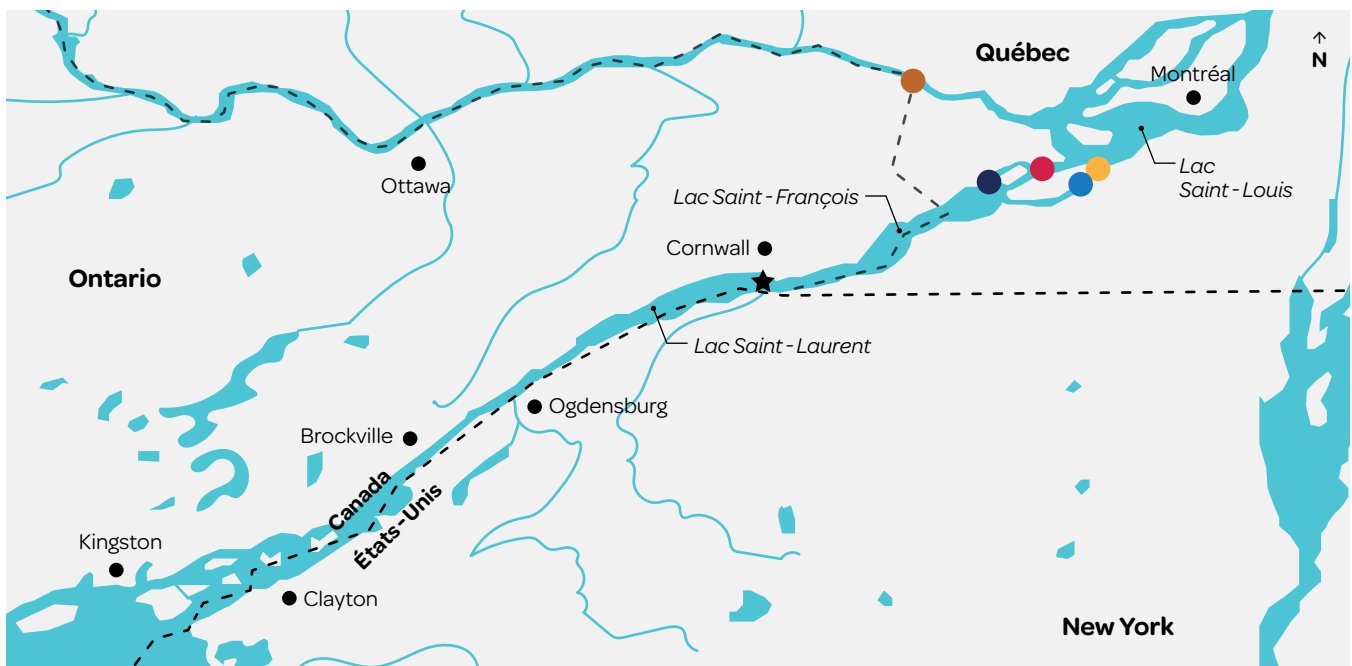 Québec
N
Montréal
Ottawa
Lac
Saint-Louis
Lac Saint-François
Cornwall
Ontario
Lac Saint-Laurent
Ogdensburg
Brockville
Canada
États-Unis
Kingston
Clayton
New York